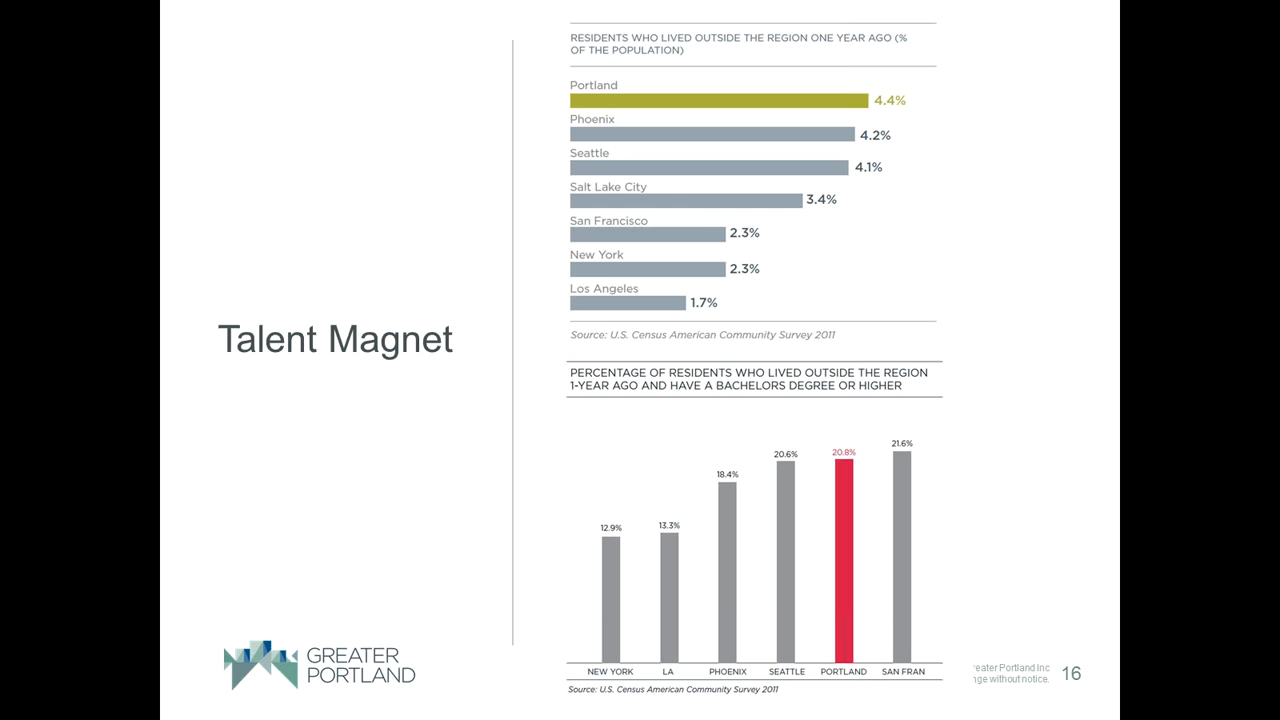 Talent Magnet
RESIDENTS WHO LIVED OUTSIDE THE REGION ONE YEAR AGO (%
OF THE POPULATION)
Portland
4.4%
Phoenix
4.2%
Seattle
4.1%
Salt Lake City
3.4%
San Francisco
2.3%
New York
2.3%
Los Angeles
1.7%
Source: U.S. Census American Community Survey 2011
PERCENTAGE OF RESIDENTS WHO LIVED OUTSIDE THE REGION
1-YEAR AGO AND HAVE A BACHELORS DEGREE OR HIGHER
12.9%
13.3%
18.4%
20.6%
20.8%
21.6%
NEW YORK
LA
PHOENIX
SEATTLE
PORTLAND
SAN FRAN
Source: U.S. Census American Community Survey 2011
GREATER
PORTLAND
Portland Inc
without notice.
16